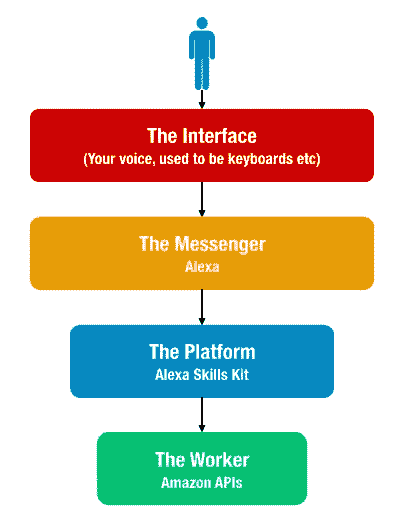 The Interface
(Your voice, used to be keyboards etc)
The Messenger
Alexa
The Platform
Alexa Skills Kit
The Worker
Amazon APIs